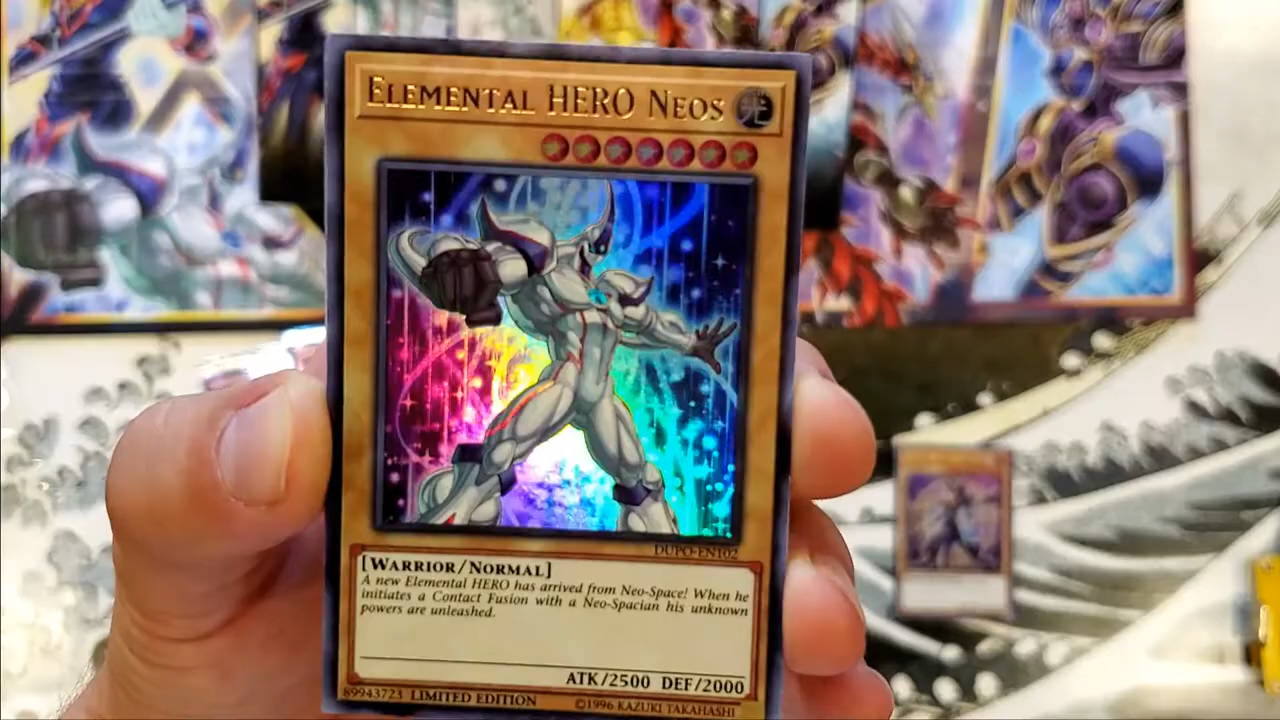 Elemental HERO Neos 光
DUPO-EN102
[Warrior/Normal]
A new Elemental HERO has arrived from Neo-Space! When he
initiates a Contact Fusion with a Neo-Spacian his unknown
powers are unleashed.
ATK/2500 DEF/2000
89943723 LIMITED EDITION ©1996 KAZUKI TAKAHASHI